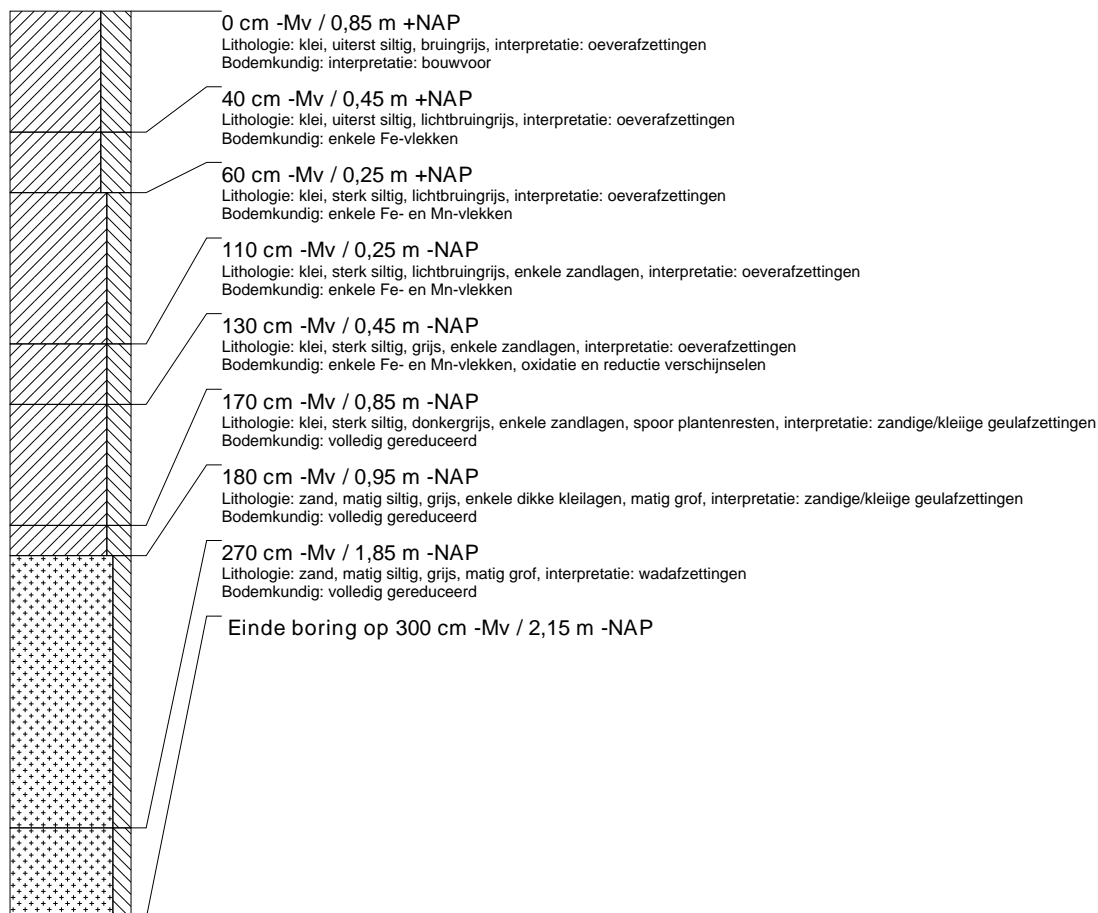 0 cm -Mv / 0,85 m +NAP
Lithologie: klei, uiterst siltig, bruingrijs, interpretatie: oeverafzettingen
Bodemkundig: interpretatie: bouwvoor
40 cm -Mv / 0,45 m +NAP
Lithologie: klei, uiterst siltig, lichtbruingrijs, interpretatie: oeverafzettingen
Bodemkundig: enkele Fe-vlekken
60 cm -Mv / 0,25 m +NAP
Lithologie: klei, sterk siltig, lichtbruingrijs, interpretatie: oeverafzettingen
Bodemkundig: enkele Fe- en Mn-vlekken
110 cm -Mv / 0,25 m -NAP
Lithologie: klei, sterk siltig, lichtbruingrijs, enkele zandlagen, interpretatie: oeverafzettingen
Bodemkundig: enkele Fe- en Mn-vlekken
130 cm -Mv / 0,45 m -NAP
Lithologie: klei, sterk siltig, grijs, enkele zandlagen, interpretatie: oeverafzettingen
Bodemkundig: enkele Fe- en Mn-vlekken, oxidatie en reductie verschijnselen
170 cm -Mv / 0,85 m -NAP
Lithologie: klei, sterk siltig, donkergrijs, enkele zandlagen, spoor plantenresten, interpretatie: zandige/kleiige geulafzettingen
Bodemkundig: volledig gereduceerd
180 cm -Mv / 0,95 m -NAP
Lithologie: zand, matig siltig, grijs, enkele dikke kleilagen, matig grof, interpretatie: zandige/kleiige geulafzettingen
Bodemkundig: volledig gereduceerd
270 cm -Mv / 1,85 m -NAP
Lithologie: zand, matig siltig, grijs, matig grof, interpretatie: wadafzettingen
Bodemkundig: volledig gereduceerd
Einde boring op 300 cm -Mv / 2,15 m -NAP